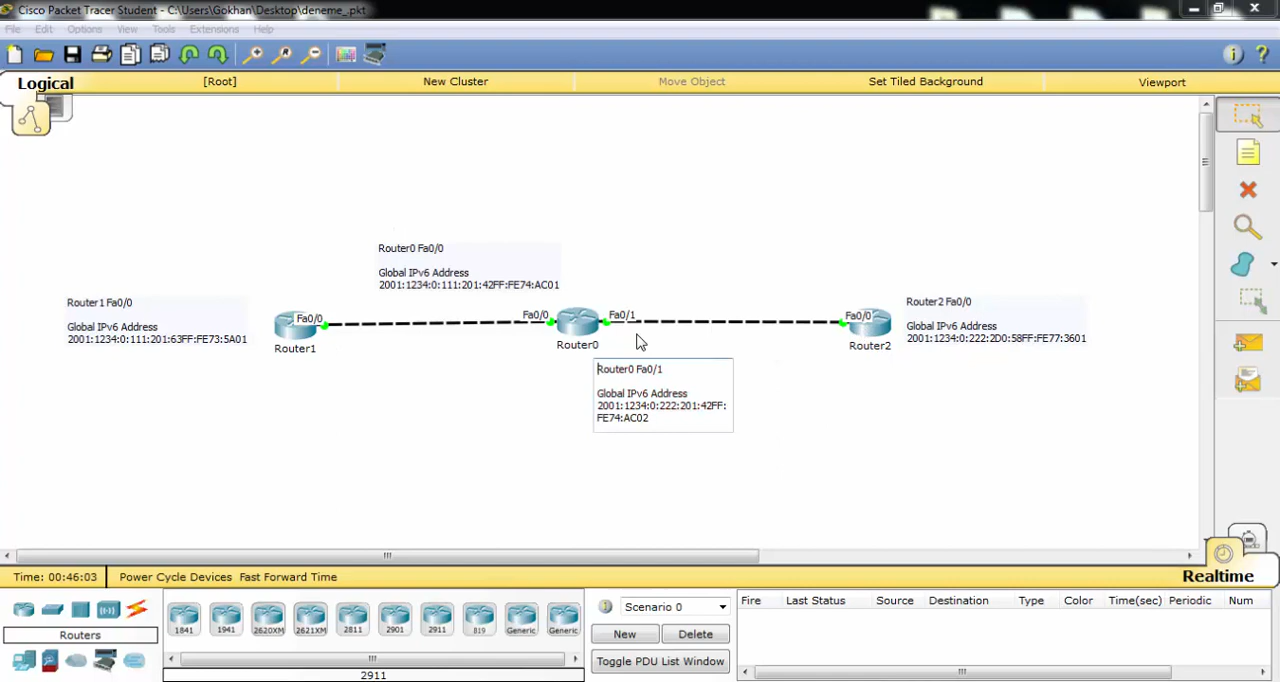 Cisco Packet Tracer Student - C:\Users\Gokhan\Desktop\deneme_.pkt
File Edit Options View Tools Extensions Help
Logical [Root] New Cluster Move Object Set Tiled Background Viewport
Router0 Fa0/0
Global IPv6 Address
2001:1234:0:111:201:42FF:FE74:AC01
Router1 Fa0/0
Global IPv6 Address
2001:1234:0:111:201:63FF:FE73:5A01
Fa0/0
Router1
Fa0/0
Fa0/1
Router0
Fa0/0
Router2
Router2 Fa0/0
Global IPv6 Address
2001:1234:0:222:2D0:58FF:FE77:3601
Router0 Fa0/1
Global IPv6 Address
2001:1234:0:222:201:42FF:
FE74:AC02
Time: 00:46:03 Power Cycle Devices Fast Forward Time
Realtime
Routers
1841 1941 2620XM 2621XM 2811 2901 2911 819 Generic Generic
2911
Scenario 0
New Delete
Toggle PDU List Window
Fire Last Status Source Destination Type Color Time(sec) Periodic Num